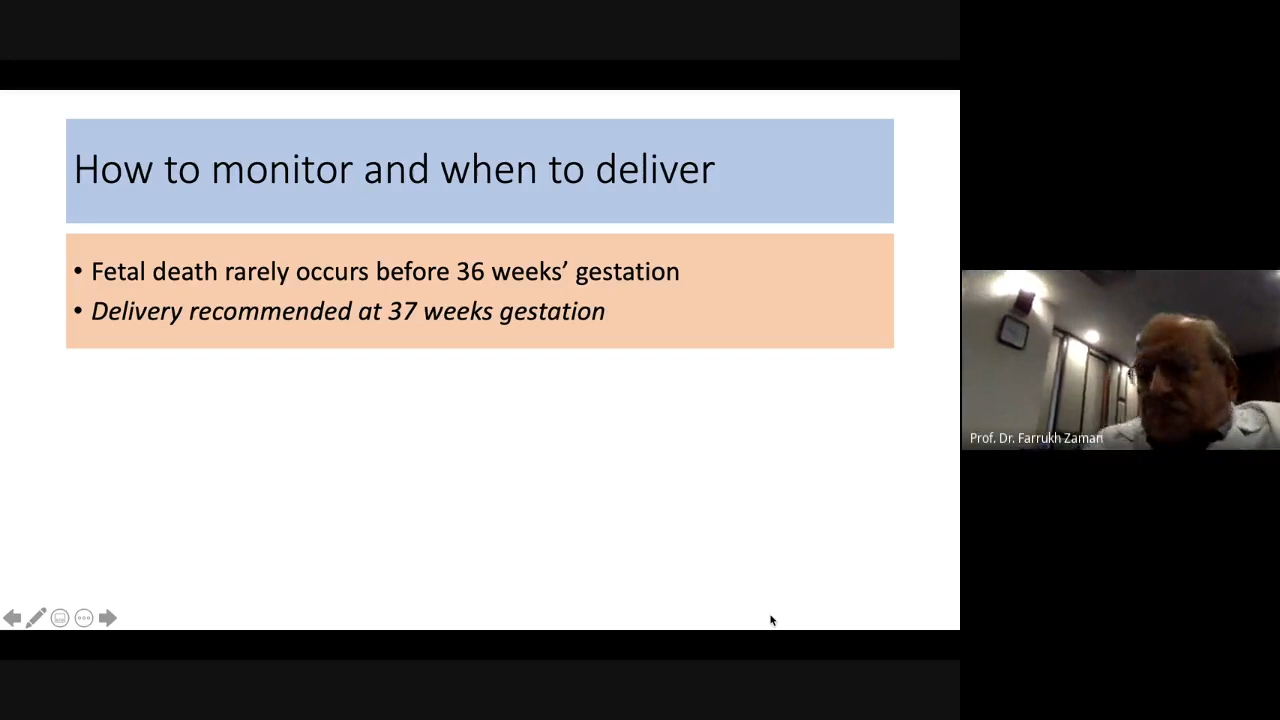 How to monitor and when to deliver
• Fetal death rarely occurs before 36 weeks’ gestation
• Delivery recommended at 37 weeks gestation
Prof. Dr. Farrukh Zaman